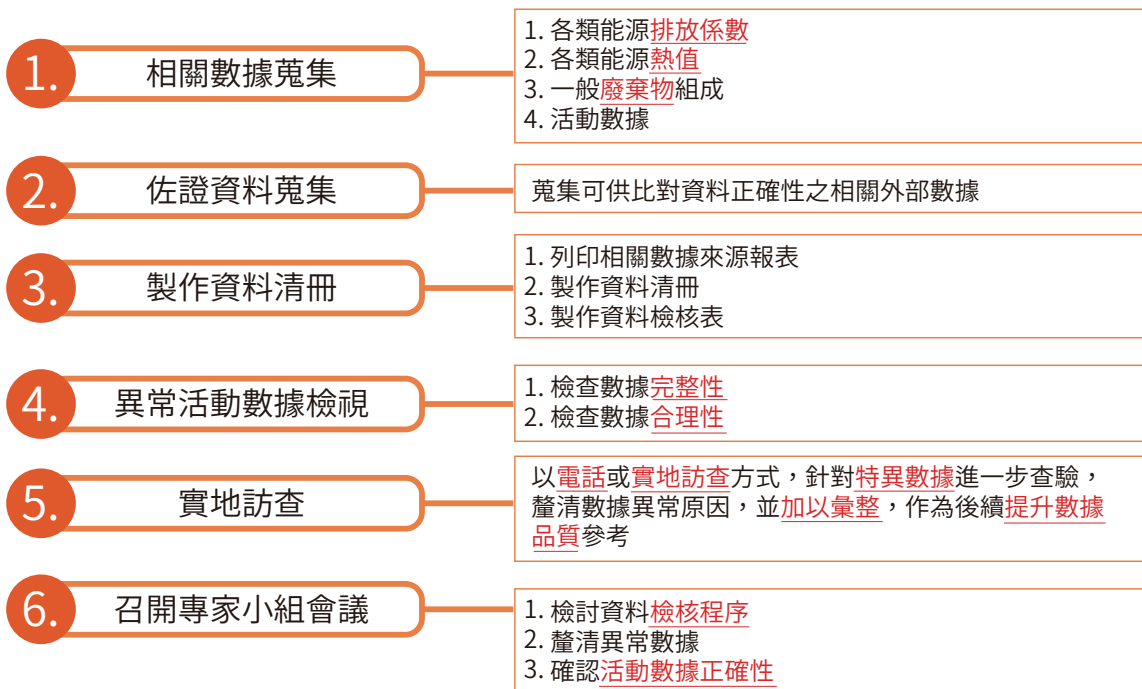 1. 相關數據蒐集
1. 各類能源排放係數
2. 各類能源熱值
3. 一般廢棄物組成
4. 活動數據
2. 佐證資料蒐集
蒐集可供比對資料正確性之相關外部數據
3. 製作資料清冊
1. 列印相關數據來源報表
2. 製作資料清冊
3. 製作資料檢核表
4. 異常活動數據檢視
1. 檢查數據完整性
2. 檢查數據合理性
5. 實地訪查
以電話或實地訪查方式，針對特異數據進一步查驗，
釐清數據異常原因，並加以彙整，作為後續提升數據
品質參考
6. 召開專家小組會議
1. 檢討資料檢核程序
2. 釐清異常數據
3. 確認活動數據正確性